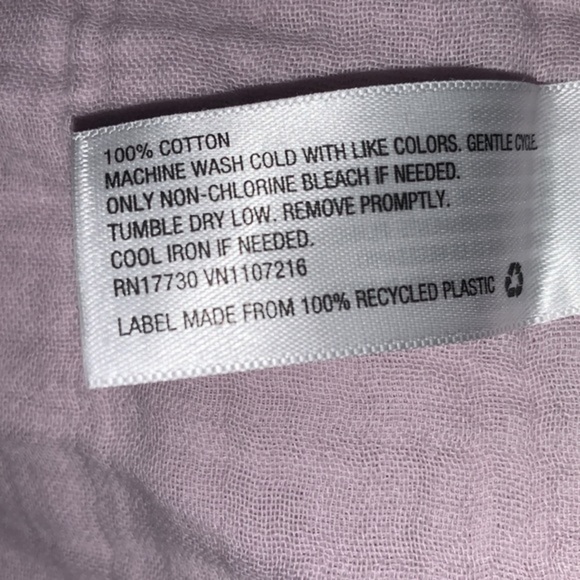 100% COTTON
MACHINE WASH COLD WITH LIKE COLORS. GENTLE CYCLE.
ONLY NON-CHLORINE BLEACH IF NEEDED.
TUMBLE DRY LOW. REMOVE PROMPTLY.
COOL IRON IF NEEDED.
RN17730 VN1107216
LABEL MADE FROM 100% RECYCLED PLASTIC